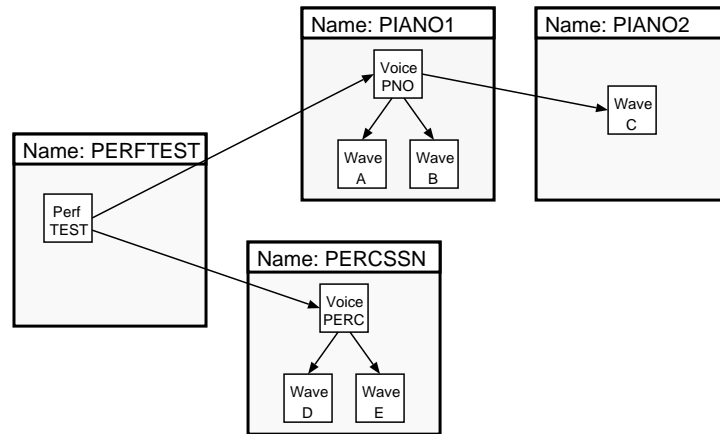 Name: PIANO1
Voice
PNO
Wave
A
Wave
B
Name: PIANO2
Wave
C
Name: PERFTEST
Perf
TEST
Name: PERCSSN
Voice
PERC
Wave
D
Wave
E